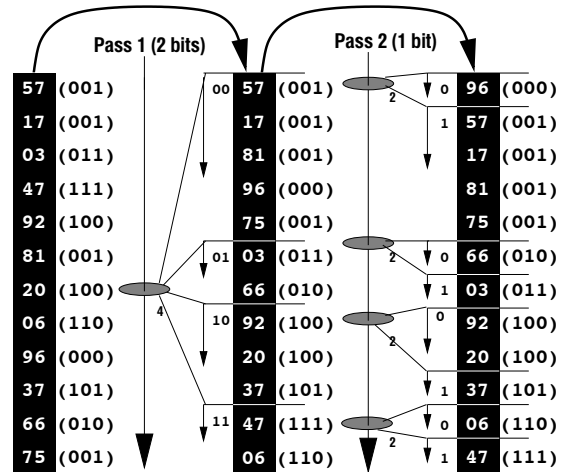 Pass 1 (2 bits) Pass 2 (1 bit)
57 (001) 00 57 (001) 2 0 96 (000)
17 (001) 17 (001) 1 57 (001)
03 (011) 81 (001) 17 (001)
47 (111) 96 (000) 81 (001)
92 (100) 75 (001) 75 (001)
81 (001) 01 03 (011) 2 0 66 (010)
20 (100) 4 66 (010) 1 03 (011)
06 (110) 10 92 (100) 2 0 92 (100)
96 (000) 20 (100) 20 (100)
37 (101) 37 (101) 1 37 (101)
66 (010) 11 47 (111) 2 0 06 (110)
75 (001) 06 (110) 1 47 (111)